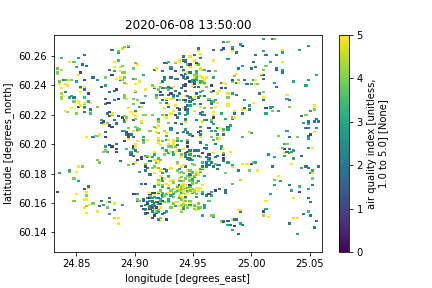 2020-06-08 13:50:00
60.26
60.24
60.22
60.20
60.18
60.16
60.14
latitude [degrees_north]
24.85 24.90 24.95 25.00 25.05
longitude [degrees_east]
5
4
3
2
1
0
air quality index [unitless,
1.0 to 5.0] [None]